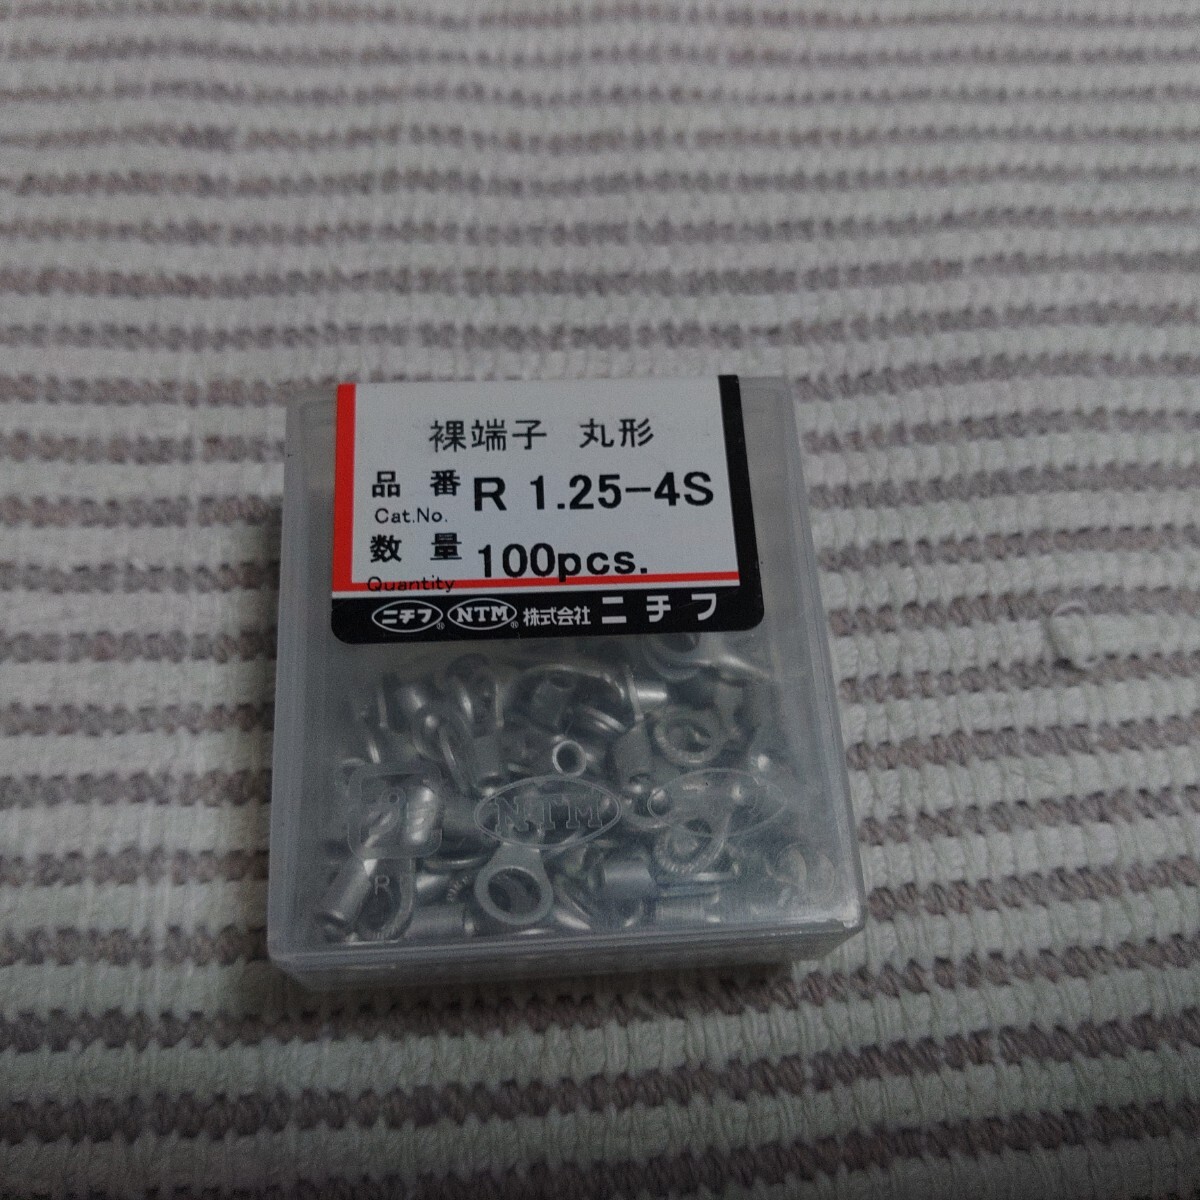 裸端子 丸形
品番 R 1.25-4S
Cat.No.
数量 100pcs.
Quantity
ニチフ® NTM® 株式会社 ニチフ
NTM
R